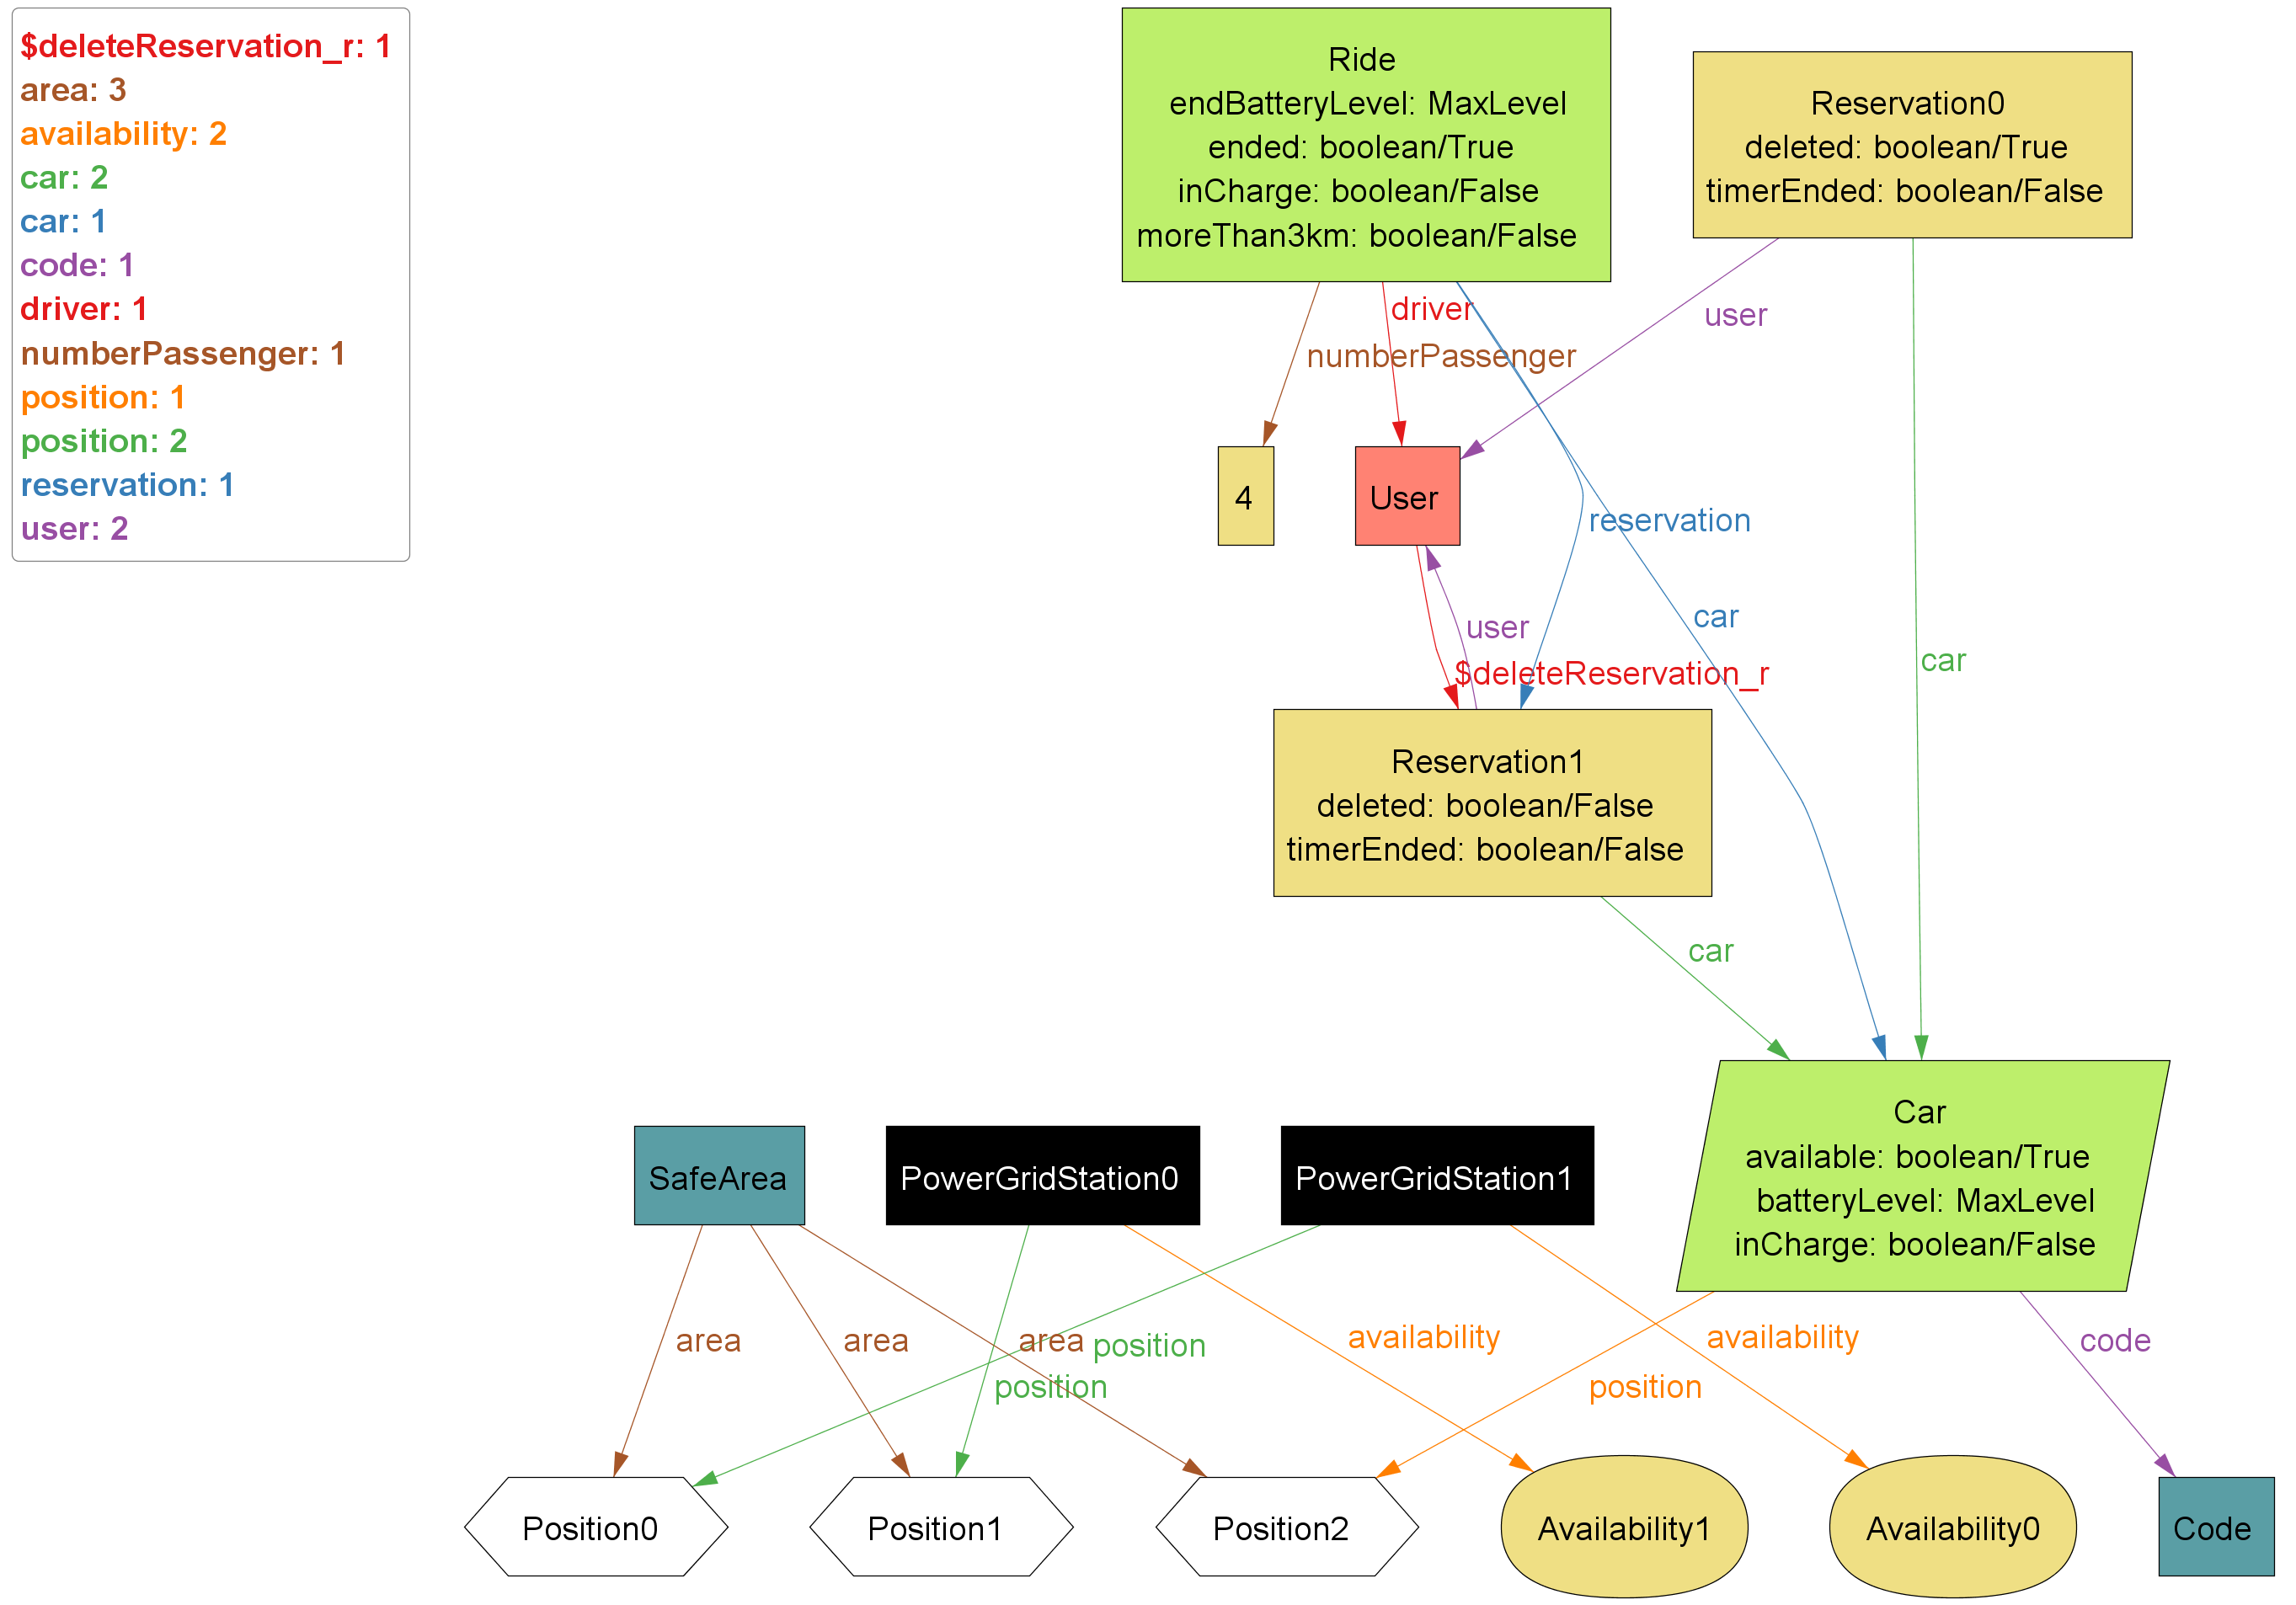 $deleteReservation_r: 1
area: 3
availability: 2
car: 2
car: 1
code: 1
driver: 1
numberPassenger: 1
position: 1
position: 2
reservation: 1
user: 2
Ride
endBatteryLevel: MaxLevel
ended: boolean/True
inCharge: boolean/False
moreThan3km: boolean/False
Reservation0
deleted: boolean/True
timerEnded: boolean/False
driver
user
numberPassenger
4
User
reservation
car
user
car
$deleteReservation_r
Reservation1
deleted: boolean/False
timerEnded: boolean/False
car
Car
available: boolean/True
batteryLevel: MaxLevel
inCharge: boolean/False
SafeArea
PowerGridStation0
PowerGridStation1
area
area
area
position
availability
availability
code
position
position
Position0
Position1
Position2
Availability1
Availability0
Code